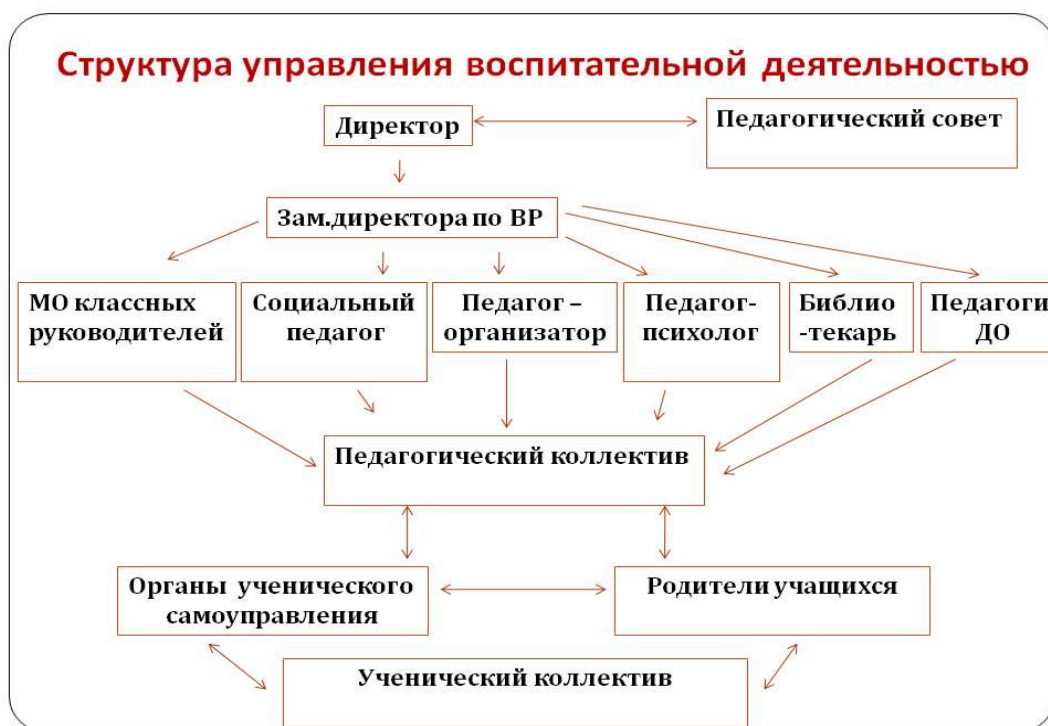 Структура управления воспитательной деятельностью
Директор
Педагогический совет
Зам.директора по ВР
МО классных
руководителей
Социальный
педагог
Педагог –
организатор
Педагог-
психолог
Библио
-текарь
Педагоги
ДО
Педагогический коллектив
Органы ученического
самоуправления
Родители учащихся
Ученический коллектив